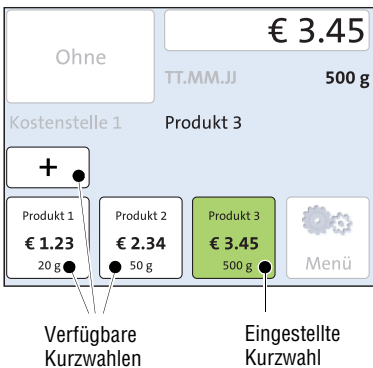 Ohne
€ 3.45
TT.MM.JJ
500 g
Kostenstelle 1
Produkt 3
+
Produkt 1
€ 1.23
20 g
Produkt 2
€ 2.34
50 g
Produkt 3
€ 3.45
500 g
Menü
Verfügbare
Kurzwahlen
Eingestellte
Kurzwahl